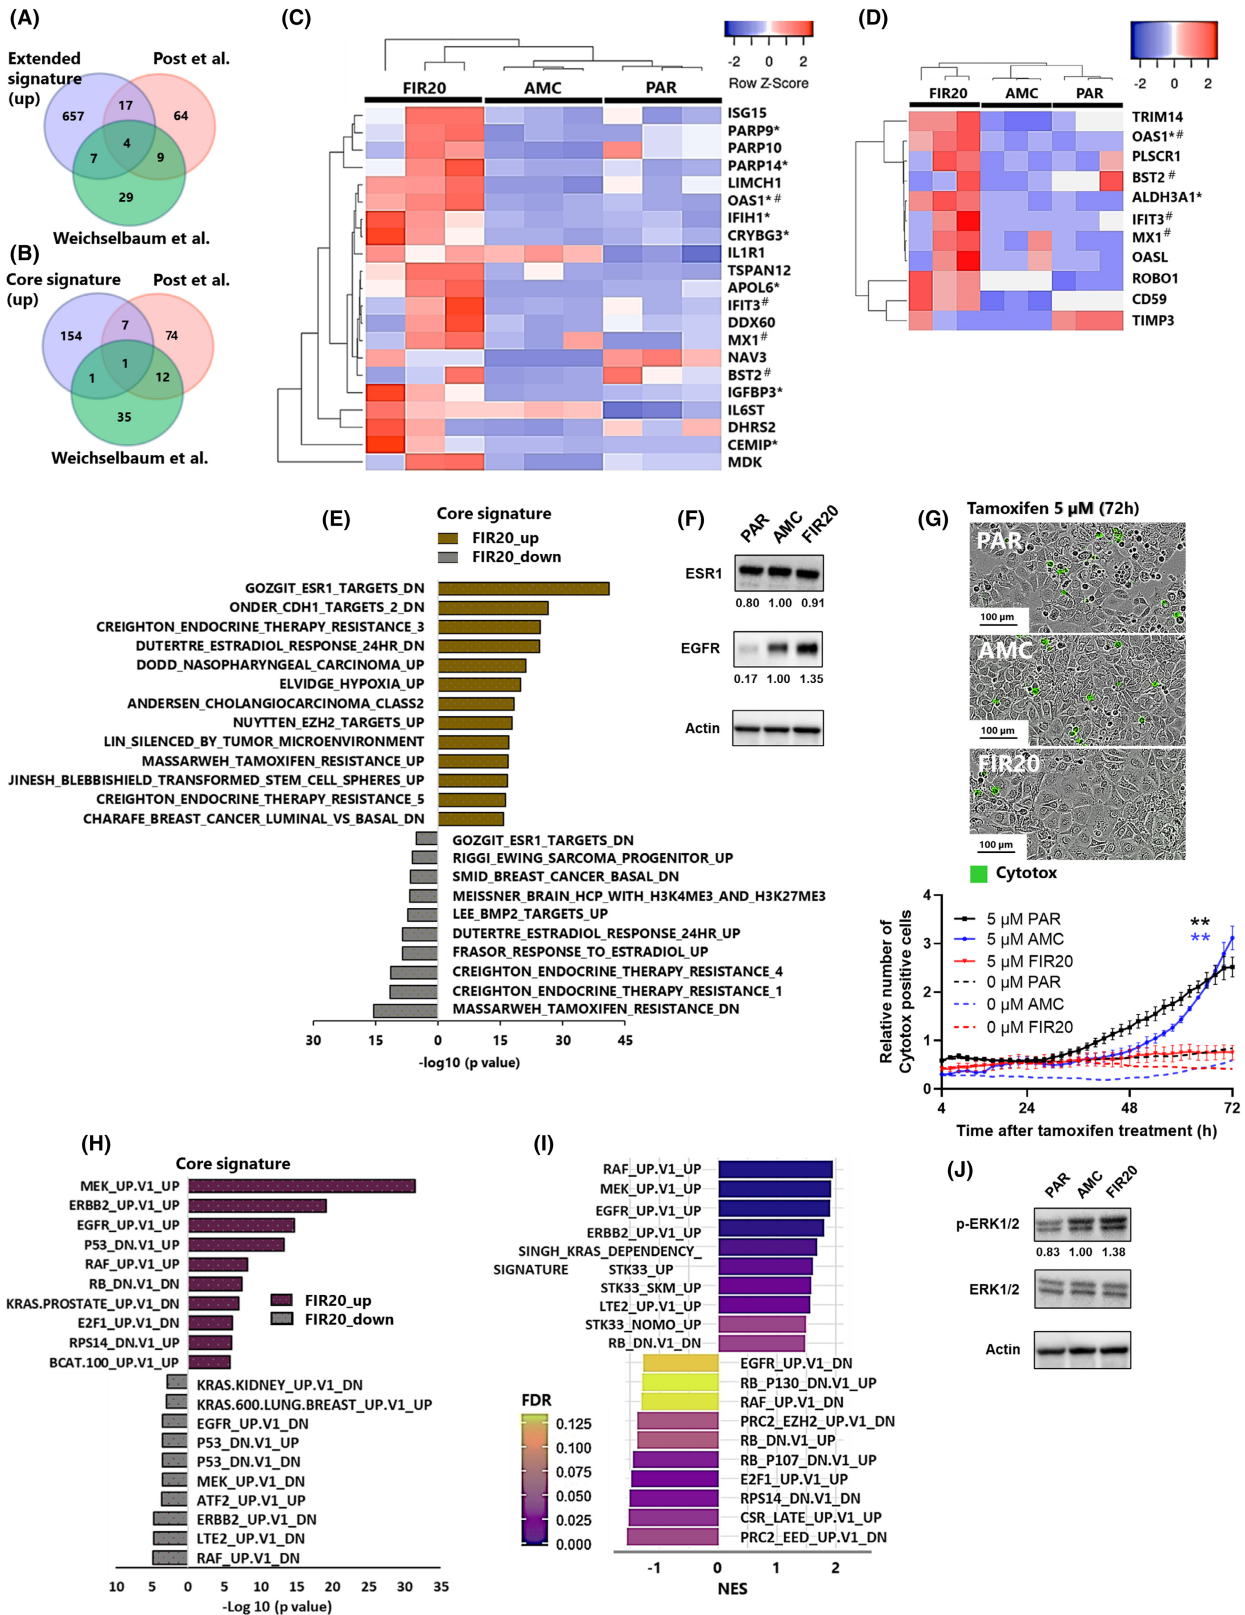 (A)
Extended
signature
(up)
Post et al.
657
17
64
4
7
9
29
Weichselbaum et al.
(B)
Core signature
(up)
Post et al.
154
7
74
1
1
12
35
Weichselbaum et al.
(C)
-2 0 2
Row Z-Score
FIR20 AMC PAR
ISG15
PARP9*
PARP10
PARP14*
LIMCH1
OAS1*#
IFIH1*
CRYBG3*
IL1R1
TSPAN12
APOL6*
IFIT3#
DDX60
MX1#
NAV3
BST2#
IGFBP3*
IL6ST
DHRS2
CEMIP*
MDK
(D)
-2 0 2
FIR20 AMC PAR
TRIM14
OAS1*#
PLSCR1
BST2#
ALDH3A1*
IFIT3#
MX1#
OASL
ROBO1
CD59
TIMP3
(E)
Core signature
FIR20_up
FIR20_down
GOZGIT_ESR1_TARGETS_DN
ONDER_CDH1_TARGETS_2_DN
CREIGHTON_ENDOCRINE_THERAPY_RESISTANCE_3
DUTERTRE_ESTRADIOL_RESPONSE_24HR_DN
DODD_NASOPHARYNGEAL_CARCINOMA_UP
ELVIDGE_HYPOXIA_UP
ANDERSEN_CHOLANGIOCARCINOMA_CLASS2
NUYTTEN_EZH2_TARGETS_UP
LIN_SILENCED_BY_TUMOR_MICROENVIRONMENT
MASSARWEH_TAMOXIFEN_RESISTANCE_UP
JINESH_BLEBBISHIELD_TRANSFORMED_STEM_CELL_SPHERES_UP
CREIGHTON_ENDOCRINE_THERAPY_RESISTANCE_5
CHARAFE_BREAST_CANCER_LUMINAL_VS_BASAL_DN
GOZGIT_ESR1_TARGETS_DN
RIGGI_EWING_SARCOMA_PROGENITOR_UP
SMID_BREAST_CANCER_BASAL_DN
MEISSNER_BRAIN_HCP_WITH_H3K4ME3_AND_H3K27ME3
LEE_BMP2_TARGETS_UP
DUTERTRE_ESTRADIOL_RESPONSE_24HR_UP
FRASOR_RESPONSE_TO_ESTRADIOL_UP
CREIGHTON_ENDOCRINE_THERAPY_RESISTANCE_4
CREIGHTON_ENDOCRINE_THERAPY_RESISTANCE_1
MASSARWEH_TAMOXIFEN_RESISTANCE_DN
30 15 0 15 30 45
-log10 (p value)
(F)
PAR AMC FIR20
ESR1
0.80 1.00 0.91
EGFR
0.17 1.00 1.35
Actin
(G)
Tamoxifen 5 µM (72h)
PAR
100 µm
AMC
100 µm
FIR20
100 µm
Cytotox
Relative number of
Cytotox positive cells
4
3
2
1
0
5 µM PAR
5 µM AMC
5 µM FIR20
0 µM PAR
0 µM AMC
0 µM FIR20
**
**
4 24 48 72
Time after tamoxifen treatment (h)
(H)
Core signature
MEK_UP.V1_UP
ERBB2_UP.V1_UP
EGFR_UP.V1_UP
P53_DN.V1_UP
RAF_UP.V1_UP
RB_DN.V1_DN
KRAS.PROSTATE_UP.V1_DN
E2F1_UP.V1_DN
RPS14_DN.V1_UP
BCAT.100_UP.V1_UP
FIR20_up
FIR20_down
KRAS.KIDNEY_UP.V1_DN
KRAS.600.LUNG.BREAST_UP.V1_UP
EGFR_UP.V1_DN
P53_DN.V1_UP
P53_DN.V1_DN
MEK_UP.V1_DN
ATF2_UP.V1_UP
ERBB2_UP.V1_DN
LTE2_UP.V1_DN
RAF_UP.V1_DN
10 5 0 5 10 15 20 25 30 35
-Log 10 (p value)
(I)
RAF_UP.V1_UP
MEK_UP.V1_UP
EGFR_UP.V1_UP
ERBB2_UP.V1_UP
SINGH_KRAS_DEPENDENCY_
SIGNATURE
STK33_UP
STK33_SKM_UP
LTE2_UP.V1_UP
STK33_NOMO_UP
RB_DN.V1_DN
EGFR_UP.V1_DN
RB_P130_DN.V1_UP
RAF_UP.V1_DN
PRC2_EZH2_UP.V1_DN
RB_DN.V1_UP
RB_P107_DN.V1_UP
E2F1_UP.V1_UP
RPS14_DN.V1_DN
CSR_LATE_UP.V1_UP
PRC2_EED_UP.V1_DN
FDR
0.125
0.100
0.075
0.050
0.025
0.000
-1 0 1 2
NES
(J)
PAR AMC FIR20
p-ERK1/2
0.83 1.00 1.38
ERK1/2
Actin